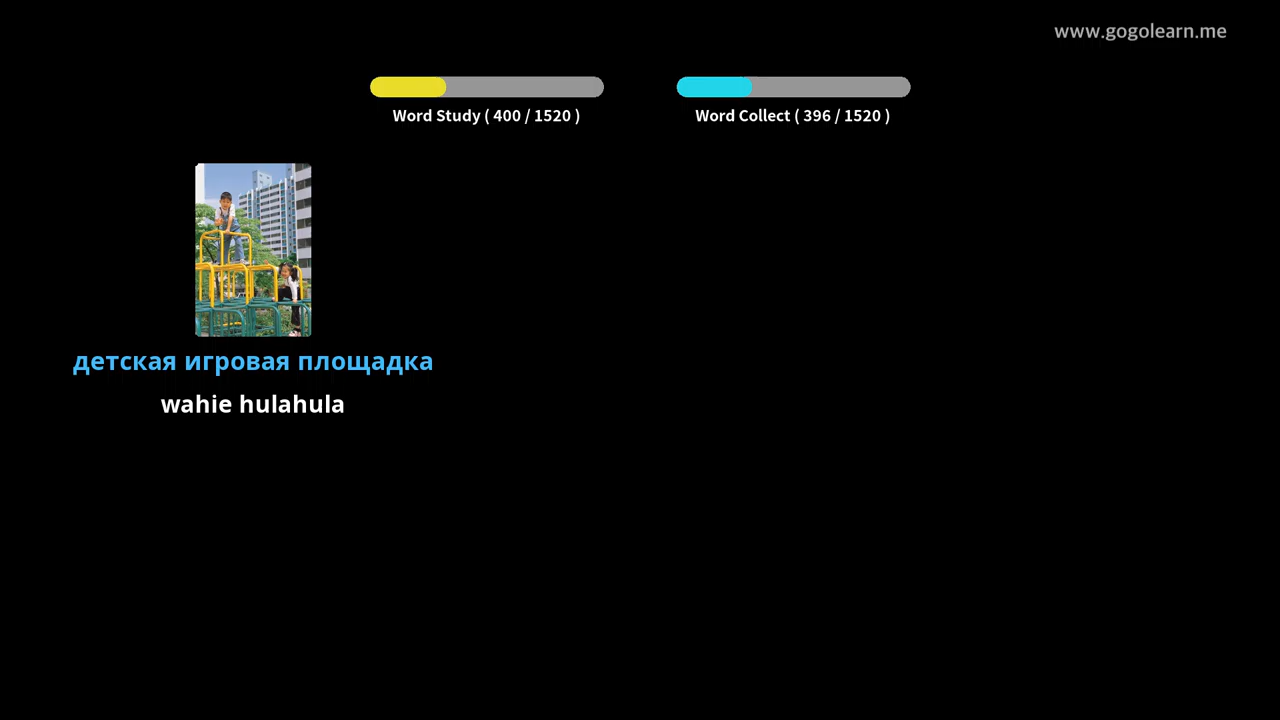 www.gogolearn.me
Word Study ( 400 / 1520 )
Word Collect ( 396 / 1520 )
детская игровая площадка
wahie hulahula